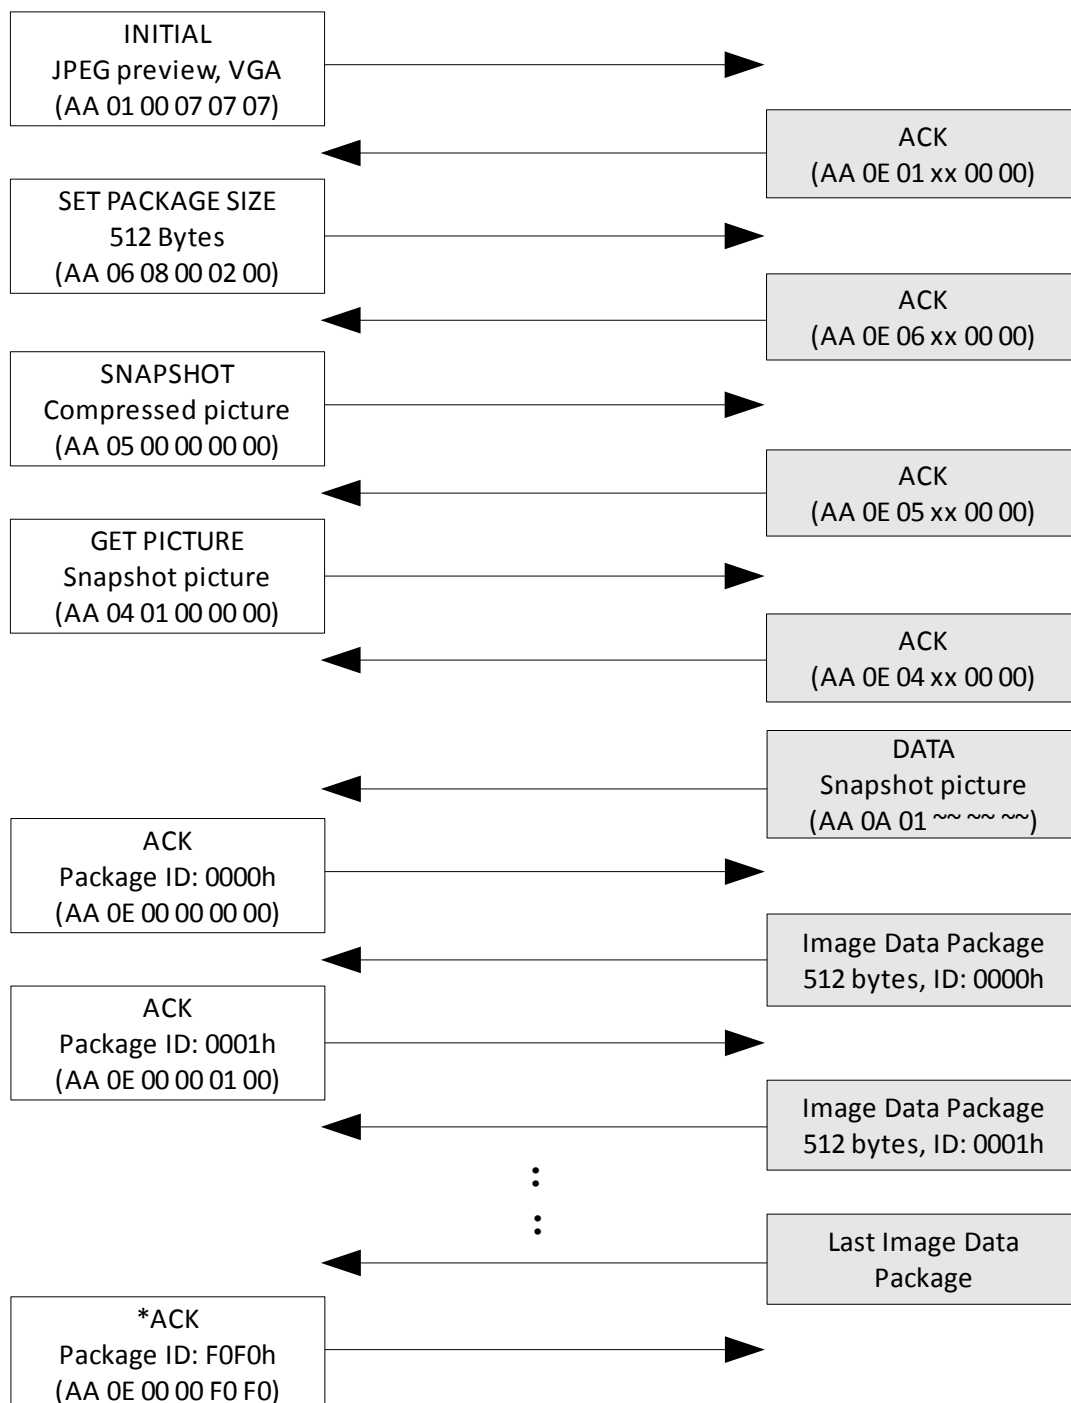 INITIAL
JPEG preview, VGA
(AA 01 00 07 07 07)
ACK
(AA 0E 01 xx 00 00)
SET PACKAGE SIZE
512 Bytes
(AA 06 08 00 02 00)
ACK
(AA 0E 06 xx 00 00)
SNAPSHOT
Compressed picture
(AA 05 00 00 00 00)
ACK
(AA 0E 05 xx 00 00)
GET PICTURE
Snapshot picture
(AA 04 01 00 00 00)
ACK
(AA 0E 04 xx 00 00)
DATA
Snapshot picture
(AA 0A 01 ~~ ~~ ~~)
ACK
Package ID: 0000h
(AA 0E 00 00 00 00)
Image Data Package
512 bytes, ID: 0000h
ACK
Package ID: 0001h
(AA 0E 00 00 01 00)
Image Data Package
512 bytes, ID: 0001h
Last Image Data
Package
*ACK
Package ID: F0F0h
(AA 0E 00 00 F0 F0)